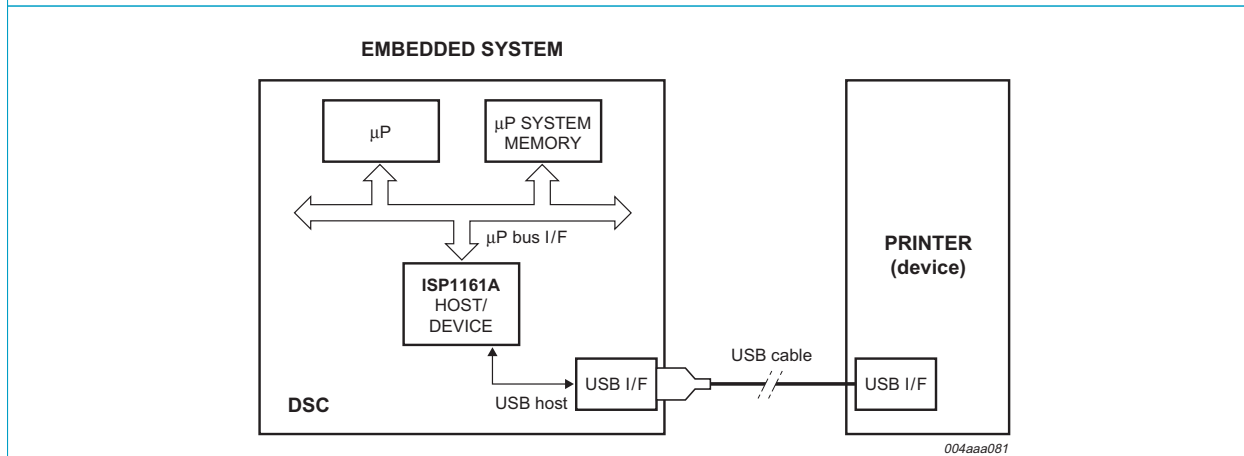 EMBEDDED SYSTEM
μP
μP SYSTEM
MEMORY
μP bus I/F
ISP1161A
HOST/
DEVICE
USB host
USB I/F
DSC
USB cable
PRINTER
(device)
USB I/F
004aaa081